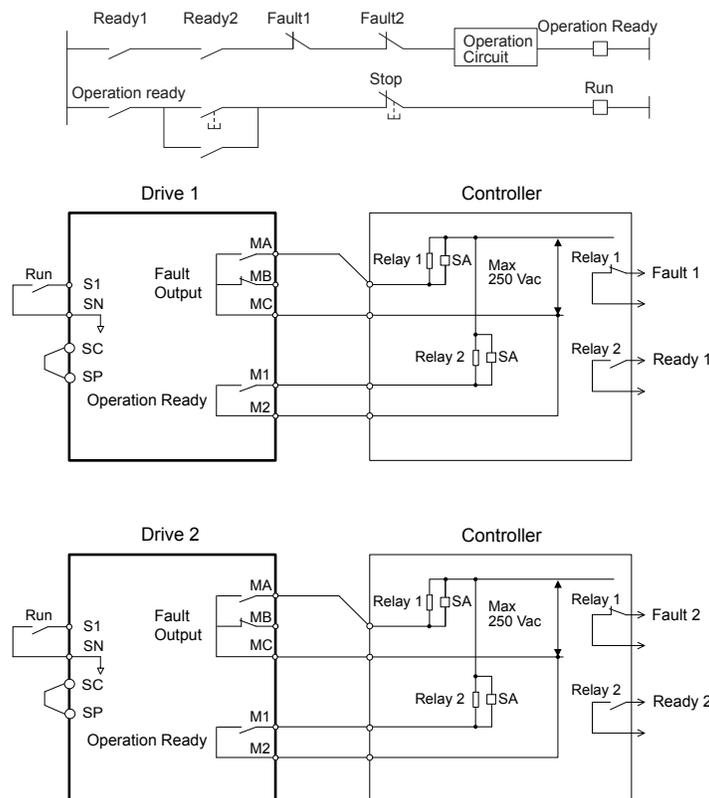 Ready1 Ready2 Fault1 Fault2 Operation Ready
Operation
Circuit
Operation ready Stop Run
Drive 1 Controller
MA
Relay 1 SA Max
250 Vac Relay 1 Fault 1
Run S1 Fault
Output MB
SN MC
SC Relay 2 SA Relay 2 Ready 1
SP M1
Operation Ready
M2
Drive 2 Controller
MA
Relay 1 SA Max
250 Vac Relay 1 Fault 2
Run S1 Fault
Output MB
SN MC
SC Relay 2 SA Relay 2 Ready 2
SP M1
Operation Ready
M2